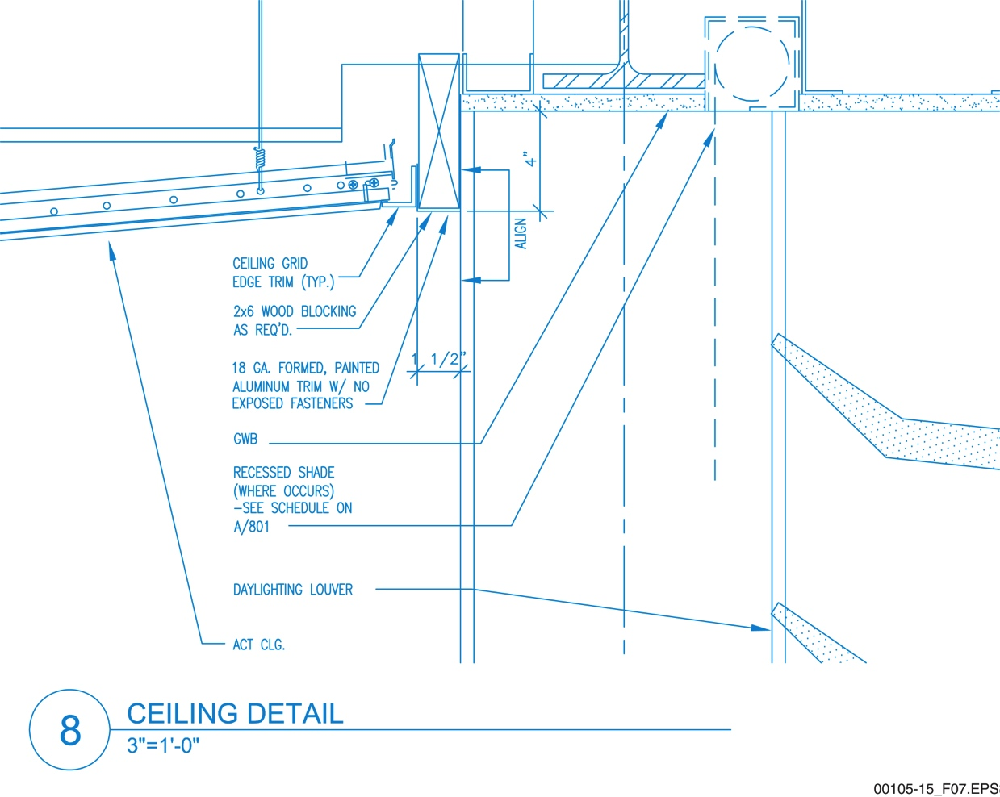 4"
ALIGN
CEILING GRID
EDGE TRIM (TYP.)
2x6 WOOD BLOCKING
AS REQ'D.
1 1/2"
18 GA. FORMED, PAINTED
ALUMINUM TRIM W/ NO
EXPOSED FASTENERS
GWB
RECESSED SHADE
(WHERE OCCURS)
-SEE SCHEDULE ON
A/801
DAYLIGHTING LOUVER
ACT CLG.
8
CEILING DETAIL
3"=1'-0"
00105-15_F07.EPS